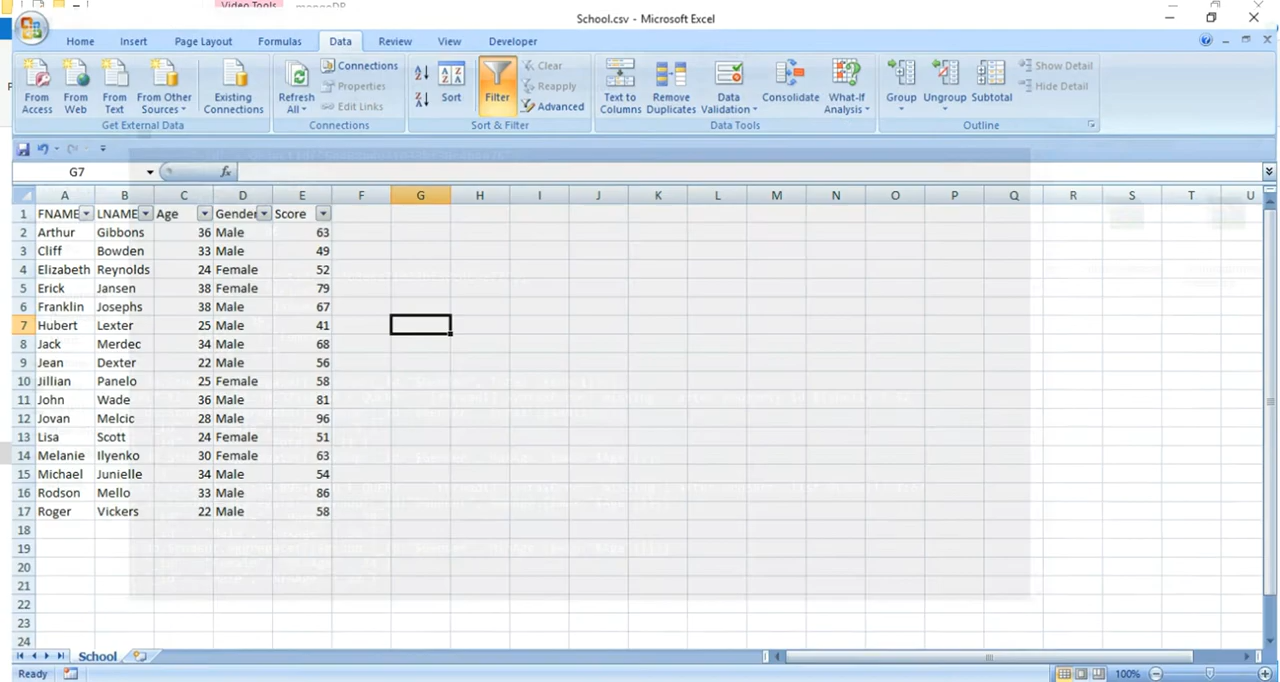 Video Tools
mongoDB
School.csv - Microsoft Excel
Home Insert Page Layout Formulas Data Review View Developer
From Access
From Web
From Text
From Other Sources
Existing Connections
Get External Data
Refresh All
Connections
Properties
Edit Links
Connections
Sort
Filter
Clear
Reapply
Advanced
Sort & Filter
Text to Columns
Remove Duplicates
Data Validation
Consolidate
What-If Analysis
Data Tools
Group
Ungroup
Subtotal
Show Detail
Hide Detail
Outline
G7 fx
A B C D E F G H I J K L M N O P Q R S T U
1 FNAME LNAME Age Gender Score
2 Arthur Gibbons 36 Male 63
3 Cliff Bowden 33 Male 49
4 Elizabeth Reynolds 24 Female 52
5 Erick Jansen 38 Female 79
6 Franklin Josephs 38 Male 67
7 Hubert Lexter 25 Male 41
8 Jack Merdec 34 Male 68
9 Jean Dexter 22 Male 56
10 Jillian Panelo 25 Female 58
11 John Wade 36 Male 81
12 Jovan Melcic 28 Male 96
13 Lisa Scott 24 Female 51
14 Melanie Ilyenko 30 Female 63
15 Michael Junielle 34 Male 54
16 Rodson Mello 33 Male 86
17 Roger Vickers 22 Male 58
18
19
20
21
22
23
24
School
Ready 100%